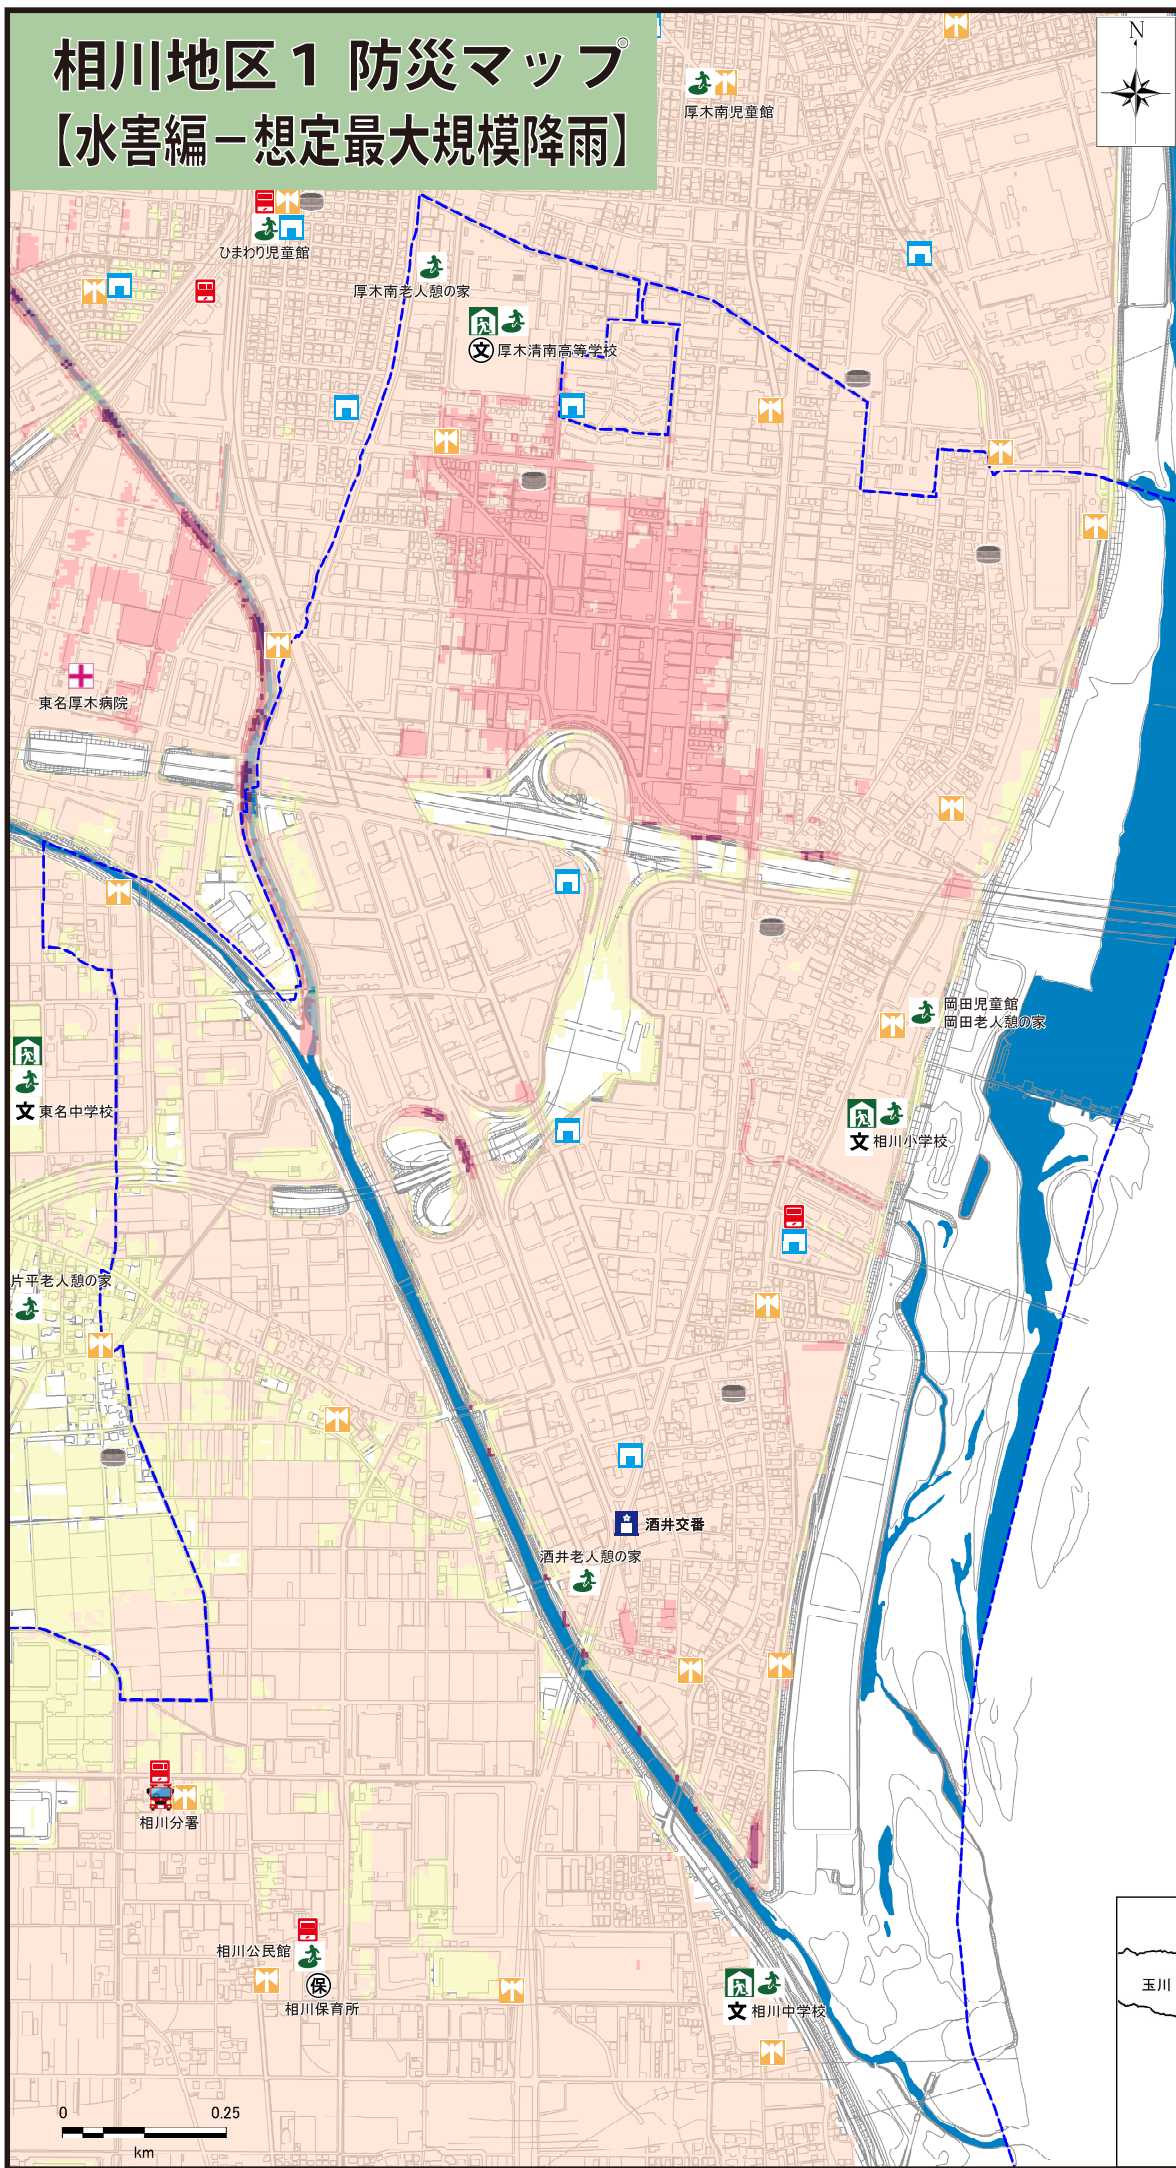 相川地区１ 防災マップ
【水害編－想定最大規模降雨】
N
厚木南児童館
ひまわり児童館
厚木南老人憩の家
文 厚木清南高等学校
東名厚木病院
岡田児童館
岡田老人憩の家
文 東名中学校
文 相川小学校
片平老人憩の家
酒井交番
酒井老人憩の家
相川分署
相川公民館
保
相川保育所
文 相川中学校
玉川
0 0.25
km